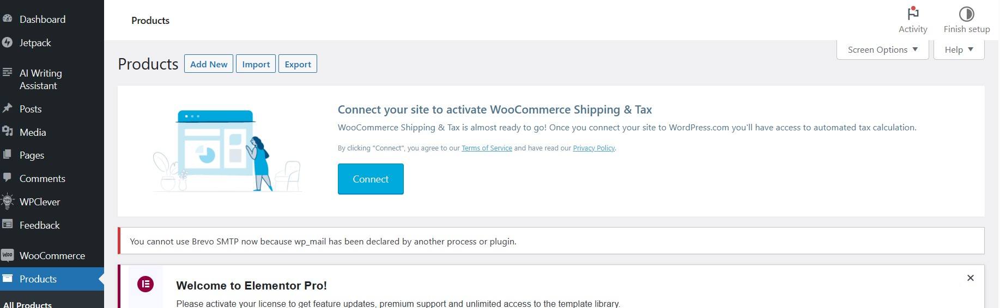 Dashboard
Jetpack
AI Writing
Assistant
Posts
Media
Pages
Comments
WPClever
Feedback
Woo
WooCommerce
Products
All Products
Products
Activity
Finish setup
Screen Options
Help
Products
Add New
Import
Export
Connect your site to activate WooCommerce Shipping & Tax
WooCommerce Shipping & Tax is almost ready to go! Once you connect your site to WordPress.com you'll have access to automated tax calculation.
By clicking "Connect", you agree to our Terms of Service and have read our Privacy Policy.
Connect
You cannot use Brevo SMTP now because wp_mail has been declared by another process or plugin.
Welcome to Elementor Pro!
Please activate your license to get feature updates, premium support and unlimited access to the template library.